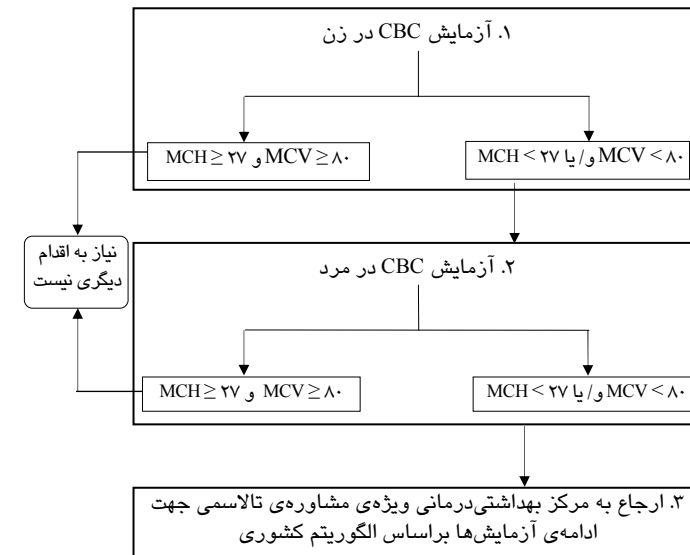 ۱. آزمایش CBC در زن
MCV < ۸۰ و/ یا MCH < ۲۷
MCV ≥ ۸۰ و MCH ≥ ۲۷
نیاز به اقدام
دیگری نیست
۲. آزمایش CBC در مرد
MCV < ۸۰ و/ یا MCH < ۲۷
MCV ≥ ۸۰ و MCH ≥ ۲۷
۳. ارجاع به مرکز بهداشتی‌درمانی ویژه‌ی مشاوره‌ی تالاسمی جهت
ادامه‌ی آزمایش‌ها براساس الگوریتم کشوری